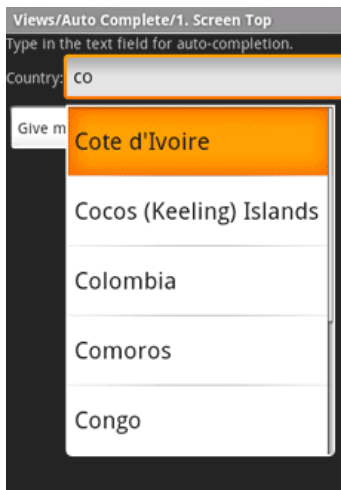 Views/Auto Complete/1. Screen Top
Type in the text field for auto-completion.
Country: co
Give m
Cote d'Ivoire
Cocos (Keeling) Islands
Colombia
Comoros
Congo